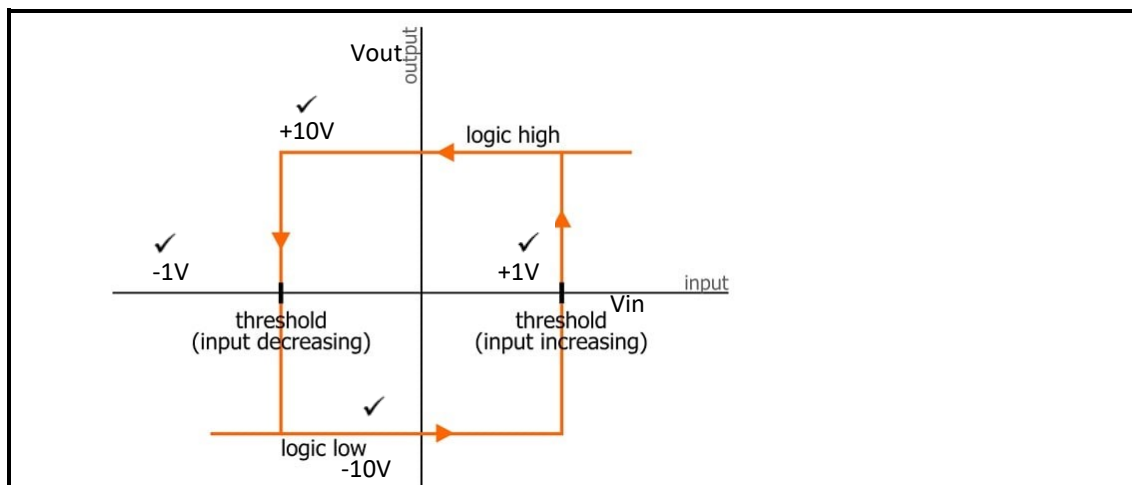 Vout
output
✓
+10V
logic high
✓
-1V
✓
+1V
input
Vin
threshold
(input decreasing)
threshold
(input increasing)
✓
logic low
-10V